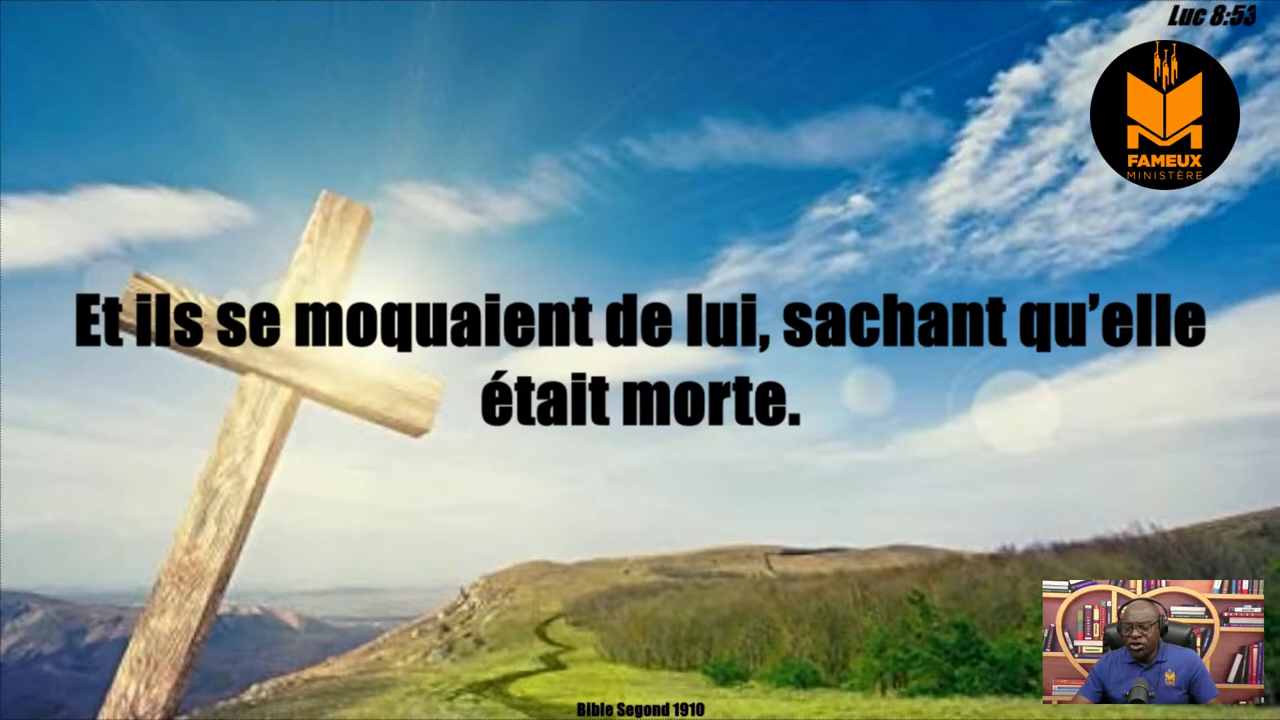 Luc 8:53
FAMEUX
MINISTÈRE
Et ils se moquaient de lui, sachant qu’elle
était morte.
Bible Segond 1910